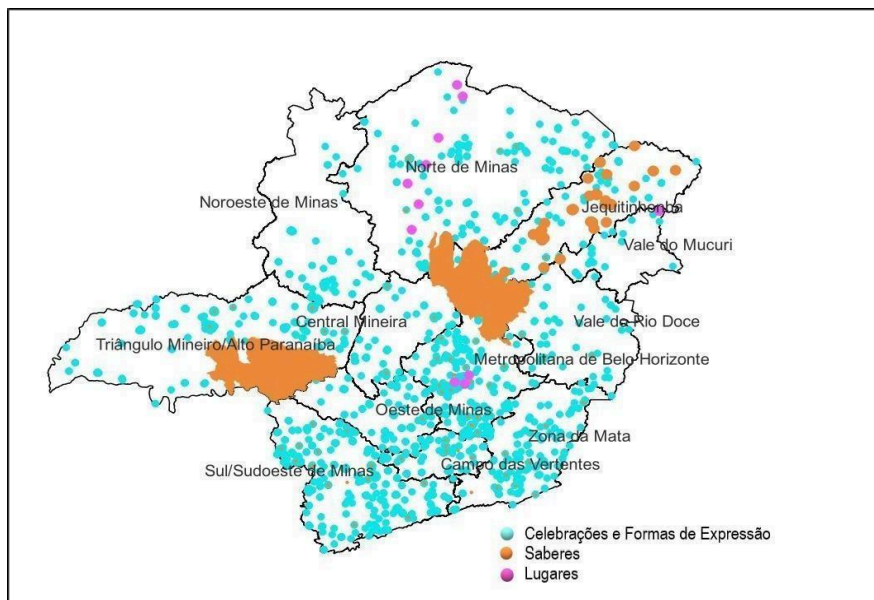 Norte de Minas
Noroeste de Minas
Jequitinhonha
Vale do Mucuri
Central Mineira
Vale do Rio Doce
Triângulo Mineiro/Alto Paranaíba
Metropolitana de Belo Horizonte
Oeste de Minas
Zona da Mata
Sul/Sudoeste de Minas
Campo das Vertentes
Celebrações e Formas de Expressão
Saberes
Lugares